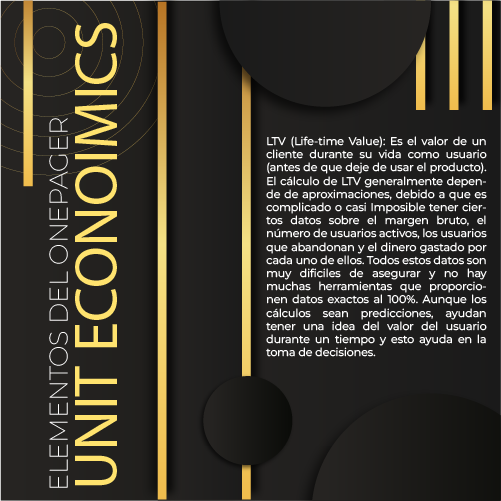 ELEMENTOS DEL ONEPAGER
UNIT ECONOIMICS
LTV (Life-time Value): Es el valor de un
cliente durante su vida como usuario
(antes de que deje de usar el producto).
El cálculo de LTV generalmente depen-
de de aproximaciones, debido a que es
complicado o casi Imposible tener cier-
tos datos sobre el margen bruto, el
número de usuarios activos, los usuarios
que abandonan y el dinero gastado por
cada uno de ellos. Todos estos datos son
muy dificiles de asegurar y no hay
muchas herramientas que proporcio-
nen datos exactos al 100%. Aunque los
cálculos sean predicciones, ayudan
tener una idea del valor del usuario
durante un tiempo y esto ayuda en la
toma de decisiones.